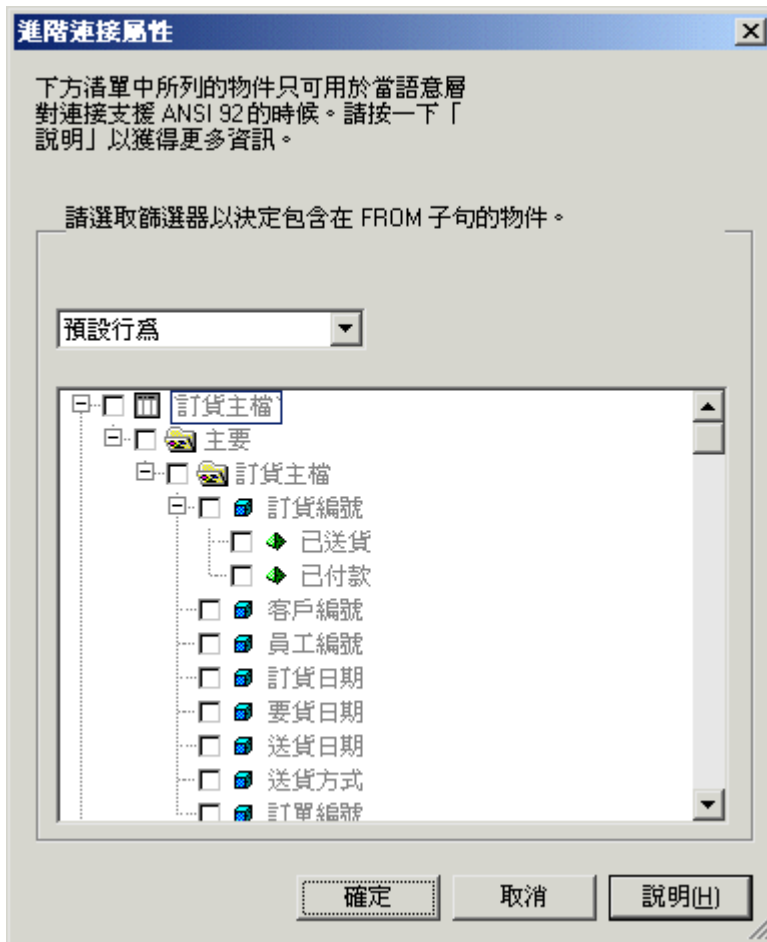 進階連接屬性
下方清單中所列的物件只可用於當語意層
對連接支援 ANSI 92 的時候。請按一下「
說明」以獲得更多資訊。
請選取篩選器以決定包含在 FROM 子句的物件。
預設行爲
訂貨主檔
主要
訂貨主檔
訂貨編號
已送貨
已付款
客戶編號
員工編號
訂貨日期
要貨日期
送貨日期
送貨方式
訂單編號
確定
取消
說明(H)